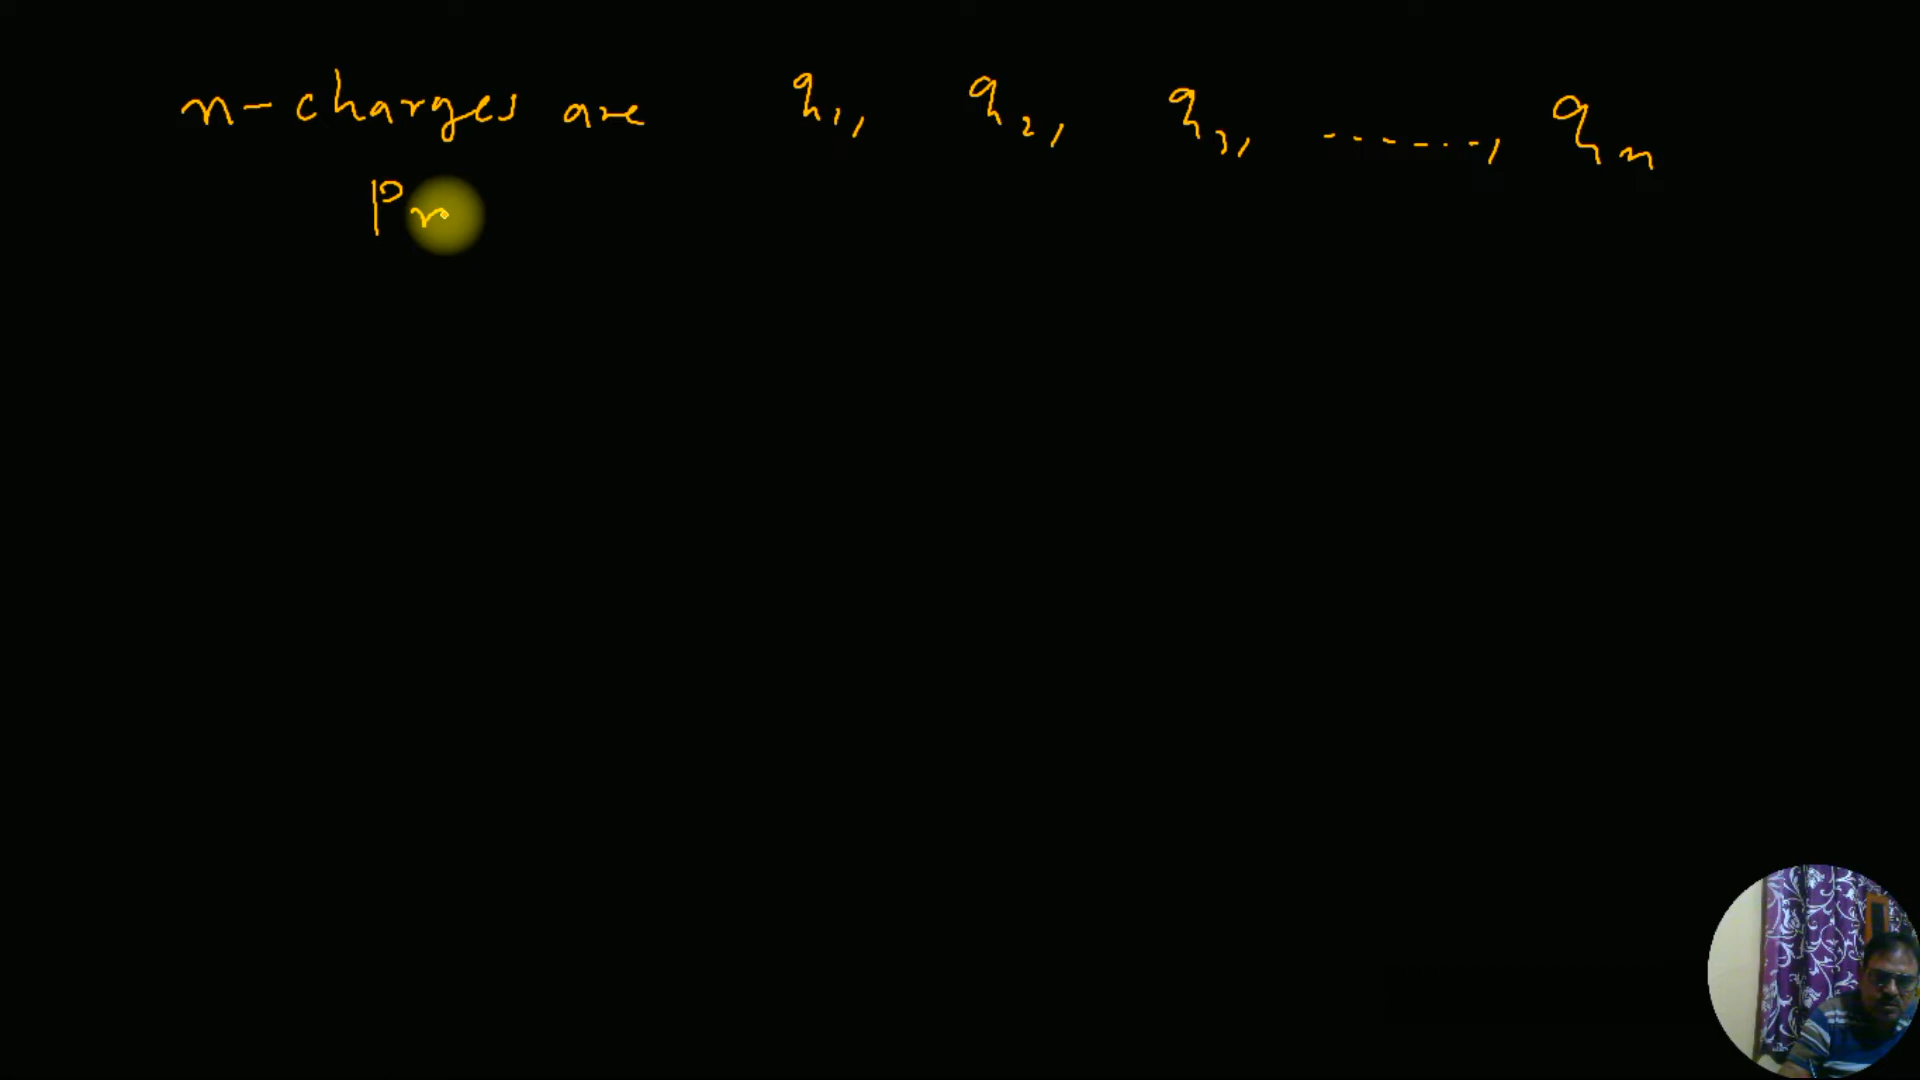 n-charges are q₁, q₂, q₃, ......., qₙ
Pr